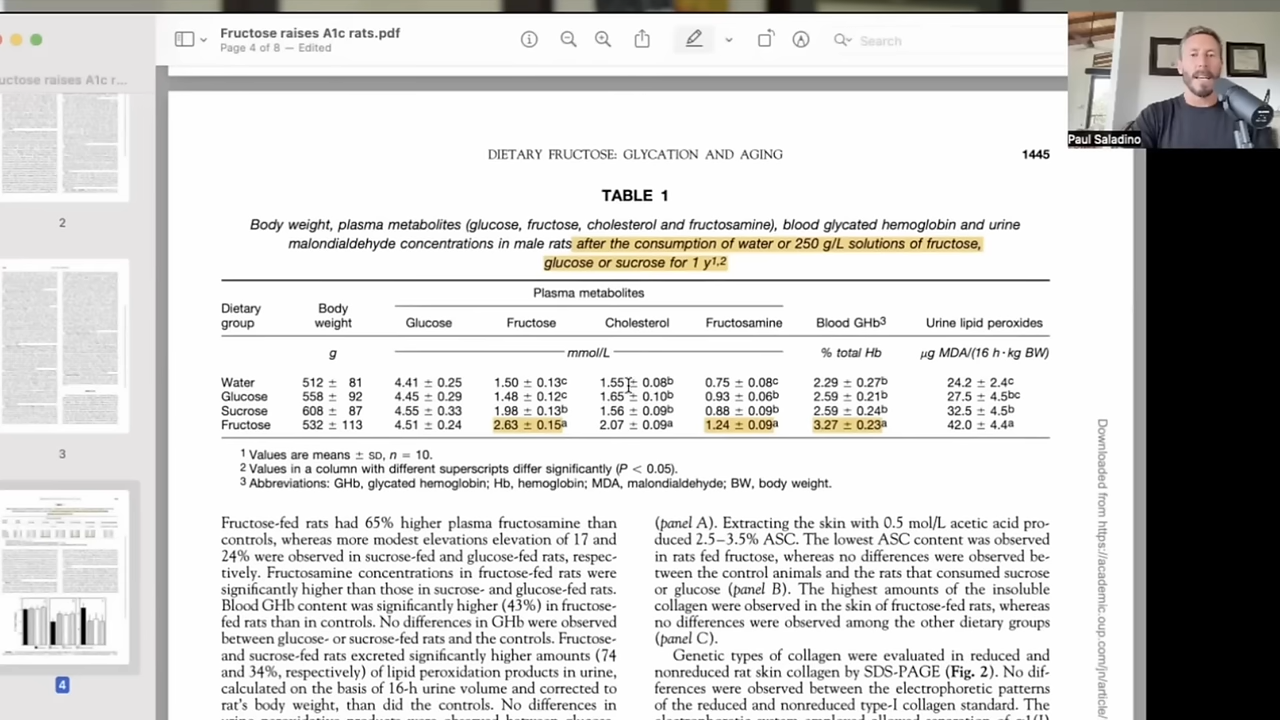 Fructose raises A1c rats.pdf
Page 4 of 8 — Edited
Search
uctose raises A1c r...
Paul Saladino
2
3
4
DIETARY FRUCTOSE: GLYCATION AND AGING 1445
TABLE 1
Body weight, plasma metabolites (glucose, fructose, cholesterol and fructosamine), blood glycated hemoglobin and urine
malondialdehyde concentrations in male rats after the consumption of water or 250 g/L solutions of fructose,
glucose or sucrose for 1 y1,2
Plasma metabolites
Dietary Body
group weight Glucose Fructose Cholesterol Fructosamine Blood GHb3 Urine lipid peroxides
g mmol/L % total Hb µg MDA/(16 h · kg BW)
Water 512 ± 81 4.41 ± 0.25 1.50 ± 0.13c 1.55 ± 0.08b 0.75 ± 0.08c 2.29 ± 0.27b 24.2 ± 2.4c
Glucose 558 ± 92 4.45 ± 0.29 1.48 ± 0.12c 1.65 ± 0.10b 0.93 ± 0.06b 2.59 ± 0.21b 27.5 ± 4.5bc
Sucrose 608 ± 87 4.55 ± 0.33 1.98 ± 0.13b 1.56 ± 0.09b 0.88 ± 0.09b 2.59 ± 0.24b 32.5 ± 4.5b
Fructose 532 ± 113 4.51 ± 0.24 2.63 ± 0.15a 2.07 ± 0.09a 1.24 ± 0.09a 3.27 ± 0.23a 42.0 ± 4.4a
1 Values are means ± SD, n = 10.
2 Values in a column with different superscripts differ significantly (P < 0.05).
3 Abbreviations: GHb, glycated hemoglobin; Hb, hemoglobin; MDA, malondialdehyde; BW, body weight.
Fructose-fed rats had 65% higher plasma fructosamine than
controls, whereas more modest elevations elevation of 17 and
24% were observed in sucrose-fed and glucose-fed rats, respec-
tively. Fructosamine concentrations in fructose-fed rats were
significantly higher than those in sucrose- and glucose-fed rats.
Blood GHb content was significantly higher (43%) in fructose-
fed rats than in controls. No differences in GHb were observed
between glucose- or sucrose-fed rats and the controls. Fructose-
and sucrose-fed rats excreted significantly higher amounts (74
and 34%, respectively) of lipid peroxidation products in urine,
calculated on the basis of 16-h urine volume and corrected to
rat's body weight, than did the controls. No differences in
(panel A). Extracting the skin with 0.5 mol/L acetic acid pro-
duced 2.5–3.5% ASC. The lowest ASC content was observed
in rats fed fructose, whereas no differences were observed be-
tween the control animals and the rats that consumed sucrose
or glucose (panel B). The highest amounts of the insoluble
collagen were observed in the skin of fructose-fed rats, whereas
no differences were observed among the other dietary groups
(panel C).
Genetic types of collagen were evaluated in reduced and
nonreduced rat skin collagen by SDS-PAGE (Fig. 2). No dif-
ferences were observed between the electrophoretic patterns
of the reduced and nonreduced type-I collagen standard. The
Downloaded from https://academic.oup.com/jn/article/